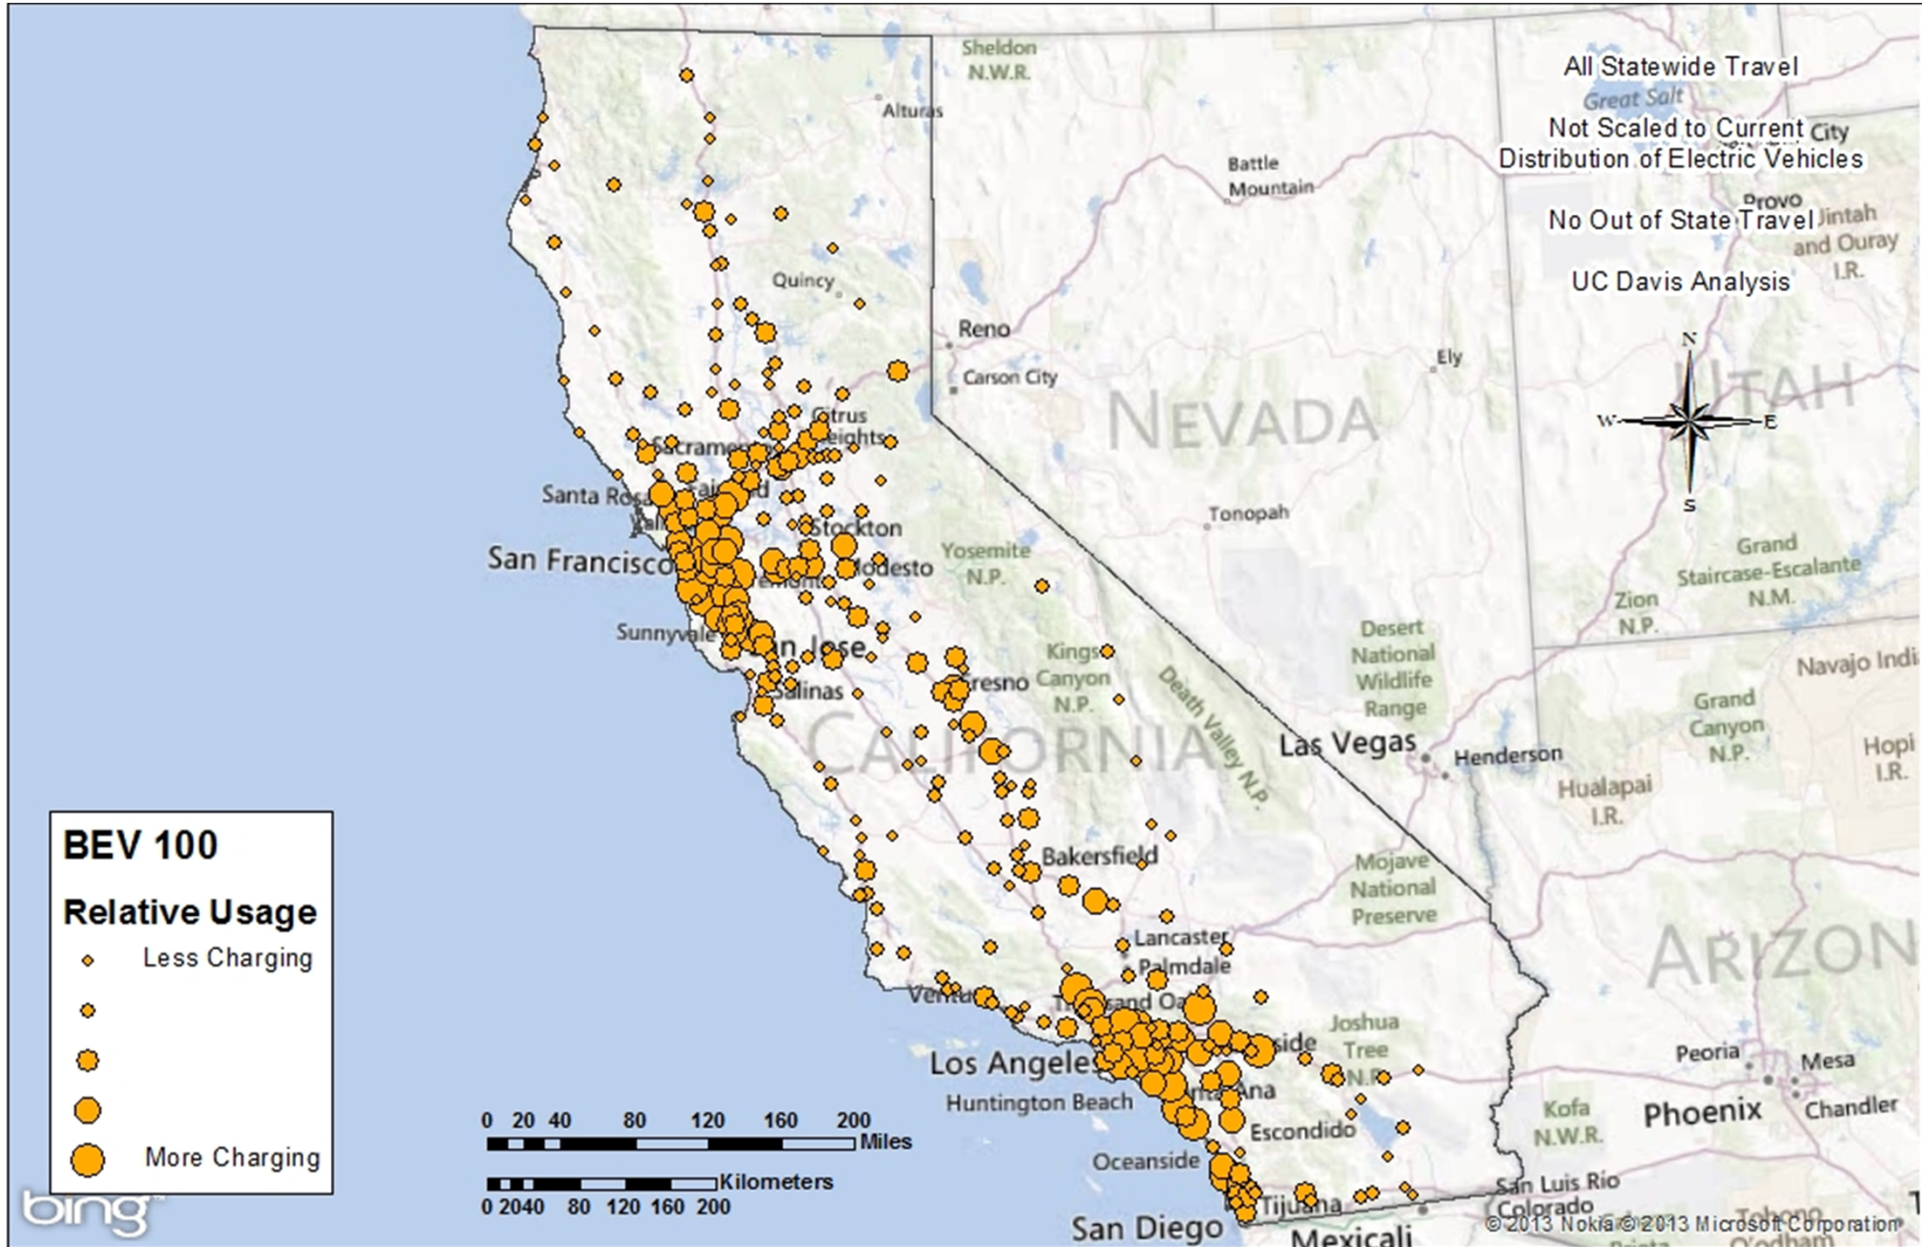 Sheldon
N.W.R.
Alturas
All Statewide Travel
Great Salt
Not Scaled to Current
City
Distribution of Electric Vehicles
Battle
Mountain
Provo
No Out of State Travel
and Ouray
I.R.
UC Davis Analysis
Quincy
Reno
Carson City
Ely
N
W
E
S
UTAH
NEVADA
Citrus
Sacramento
Santa Rosa
Stockton
Tonopah
San Francisco
Modesto
Yosemite
N.P.
Grand
Staircase-Escalante
N.M.
Zion
N.P.
Sunnyvale
San Jose
Salinas
Fresno
Kings
Canyon
N.P.
Death Valley N.P.
Desert
National
Wildlife
Range
Navajo Indi
Grand
Canyon
N.P.
CALIFORNIA
Las Vegas
Henderson
Hopi
I.R.
Hualapai
I.R.
Bakersfield
Mojave
National
Preserve
BEV 100
Relative Usage
Less Charging
More Charging
Lancaster
Palmdale
ARIZON
Los Angeles
Huntington Beach
Joshua
Tree
N.P.
Peoria
Mesa
Phoenix
Chandler
Kofa
N.W.R.
Escondido
Oceanside
0 20 40 80 120 160 200
Miles
Kilometers
0 20 40 80 120 160 200
Tijuana
San Diego
Mexicali
San Luis Rio
Colorado
bing
© 2013 Nokia © 2013 Microsoft Corporation